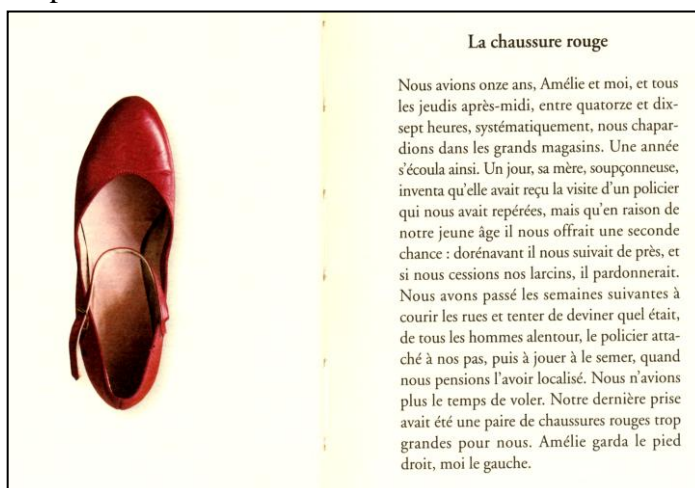 La chaussure rouge
Nous avions onze ans, Amélie et moi, et tous
les jeudis après-midi, entre quatorze et dix-
sept heures, systématiquement, nous chapar-
dions dans les grands magasins. Une année
s'écoula ainsi. Un jour, sa mère, soupçonneuse,
inventa qu'elle avait reçu la visite d'un policier
qui nous avait repérées, mais qu'en raison de
notre jeune âge il nous offrait une seconde
chance : dorénavant il nous suivait de près, et
si nous cessions nos larcins, il pardonnerait.
Nous avons passé les semaines suivantes à
courir les rues et tenter de deviner quel était,
de tous les hommes alentour, le policier atta-
ché à nos pas, puis à jouer à le semer, quand
nous pensions l'avoir localisé. Nous n'avions
plus le temps de voler. Notre dernière prise
avait été une paire de chaussures rouges trop
grandes pour nous. Amélie garda le pied
droit, moi le gauche.